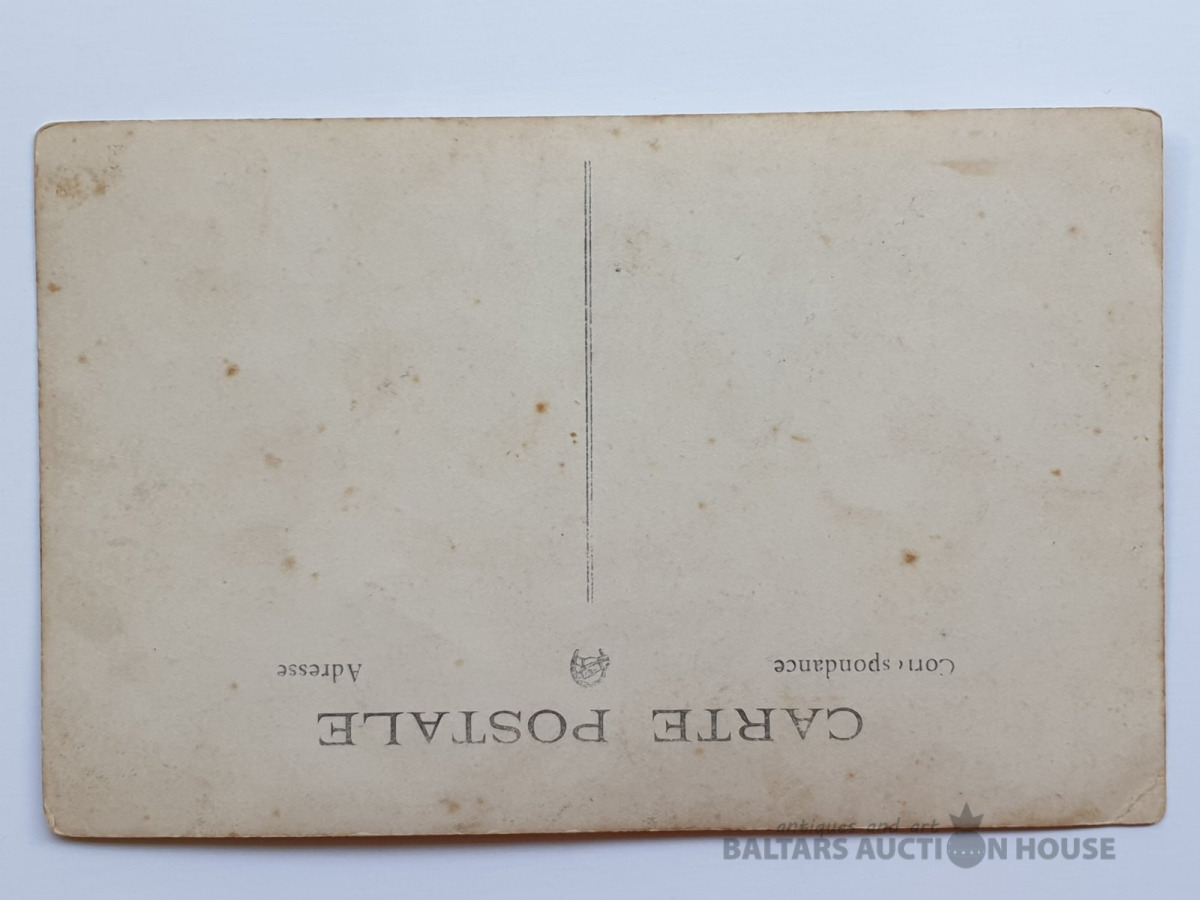 CARTE POSTALE
Correspondance
Adresse
antiques and art
BALTARS AUCTION HOUSE